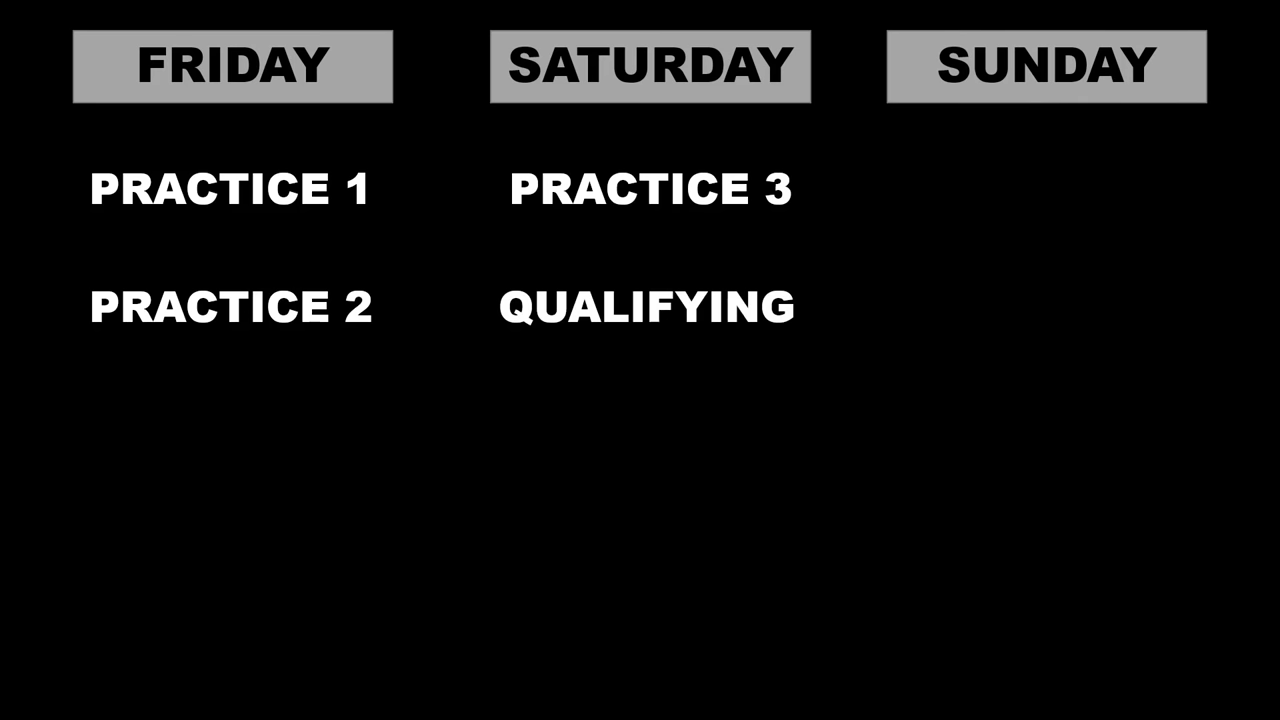 FRIDAY
SATURDAY
SUNDAY
PRACTICE 1
PRACTICE 3
PRACTICE 2
QUALIFYING